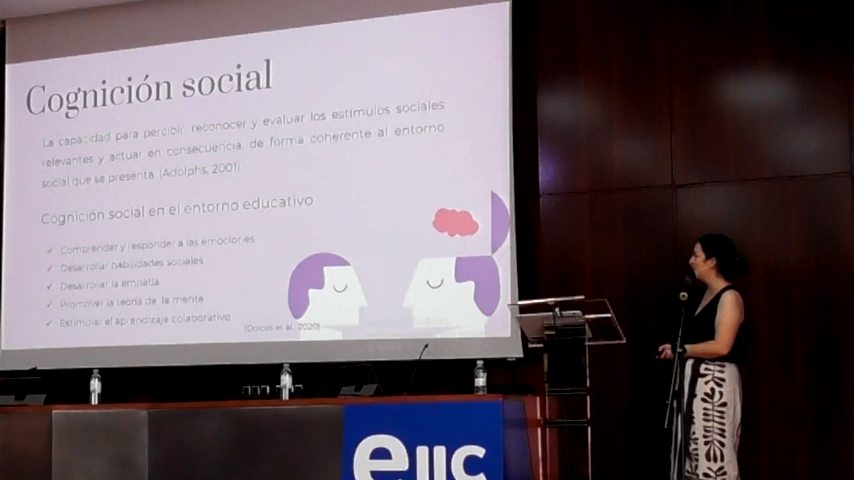 Cognición social
La capacidad para percibir, reconocer y evaluar los estímulos sociales
relevantes y actuar en consecuencia, de forma coherente al entorno
social que se presenta. (Adolphs, 2001)
Cognición social en el entorno educativo
✓ Comprender y responder a las emociones
✓ Desarrollar habilidades sociales
✓ Desarrollar la empatía
✓ Promover la teoría de la mente
✓ Estimular el aprendizaje colaborativo
(Dolcos et al., 2020)
eiic